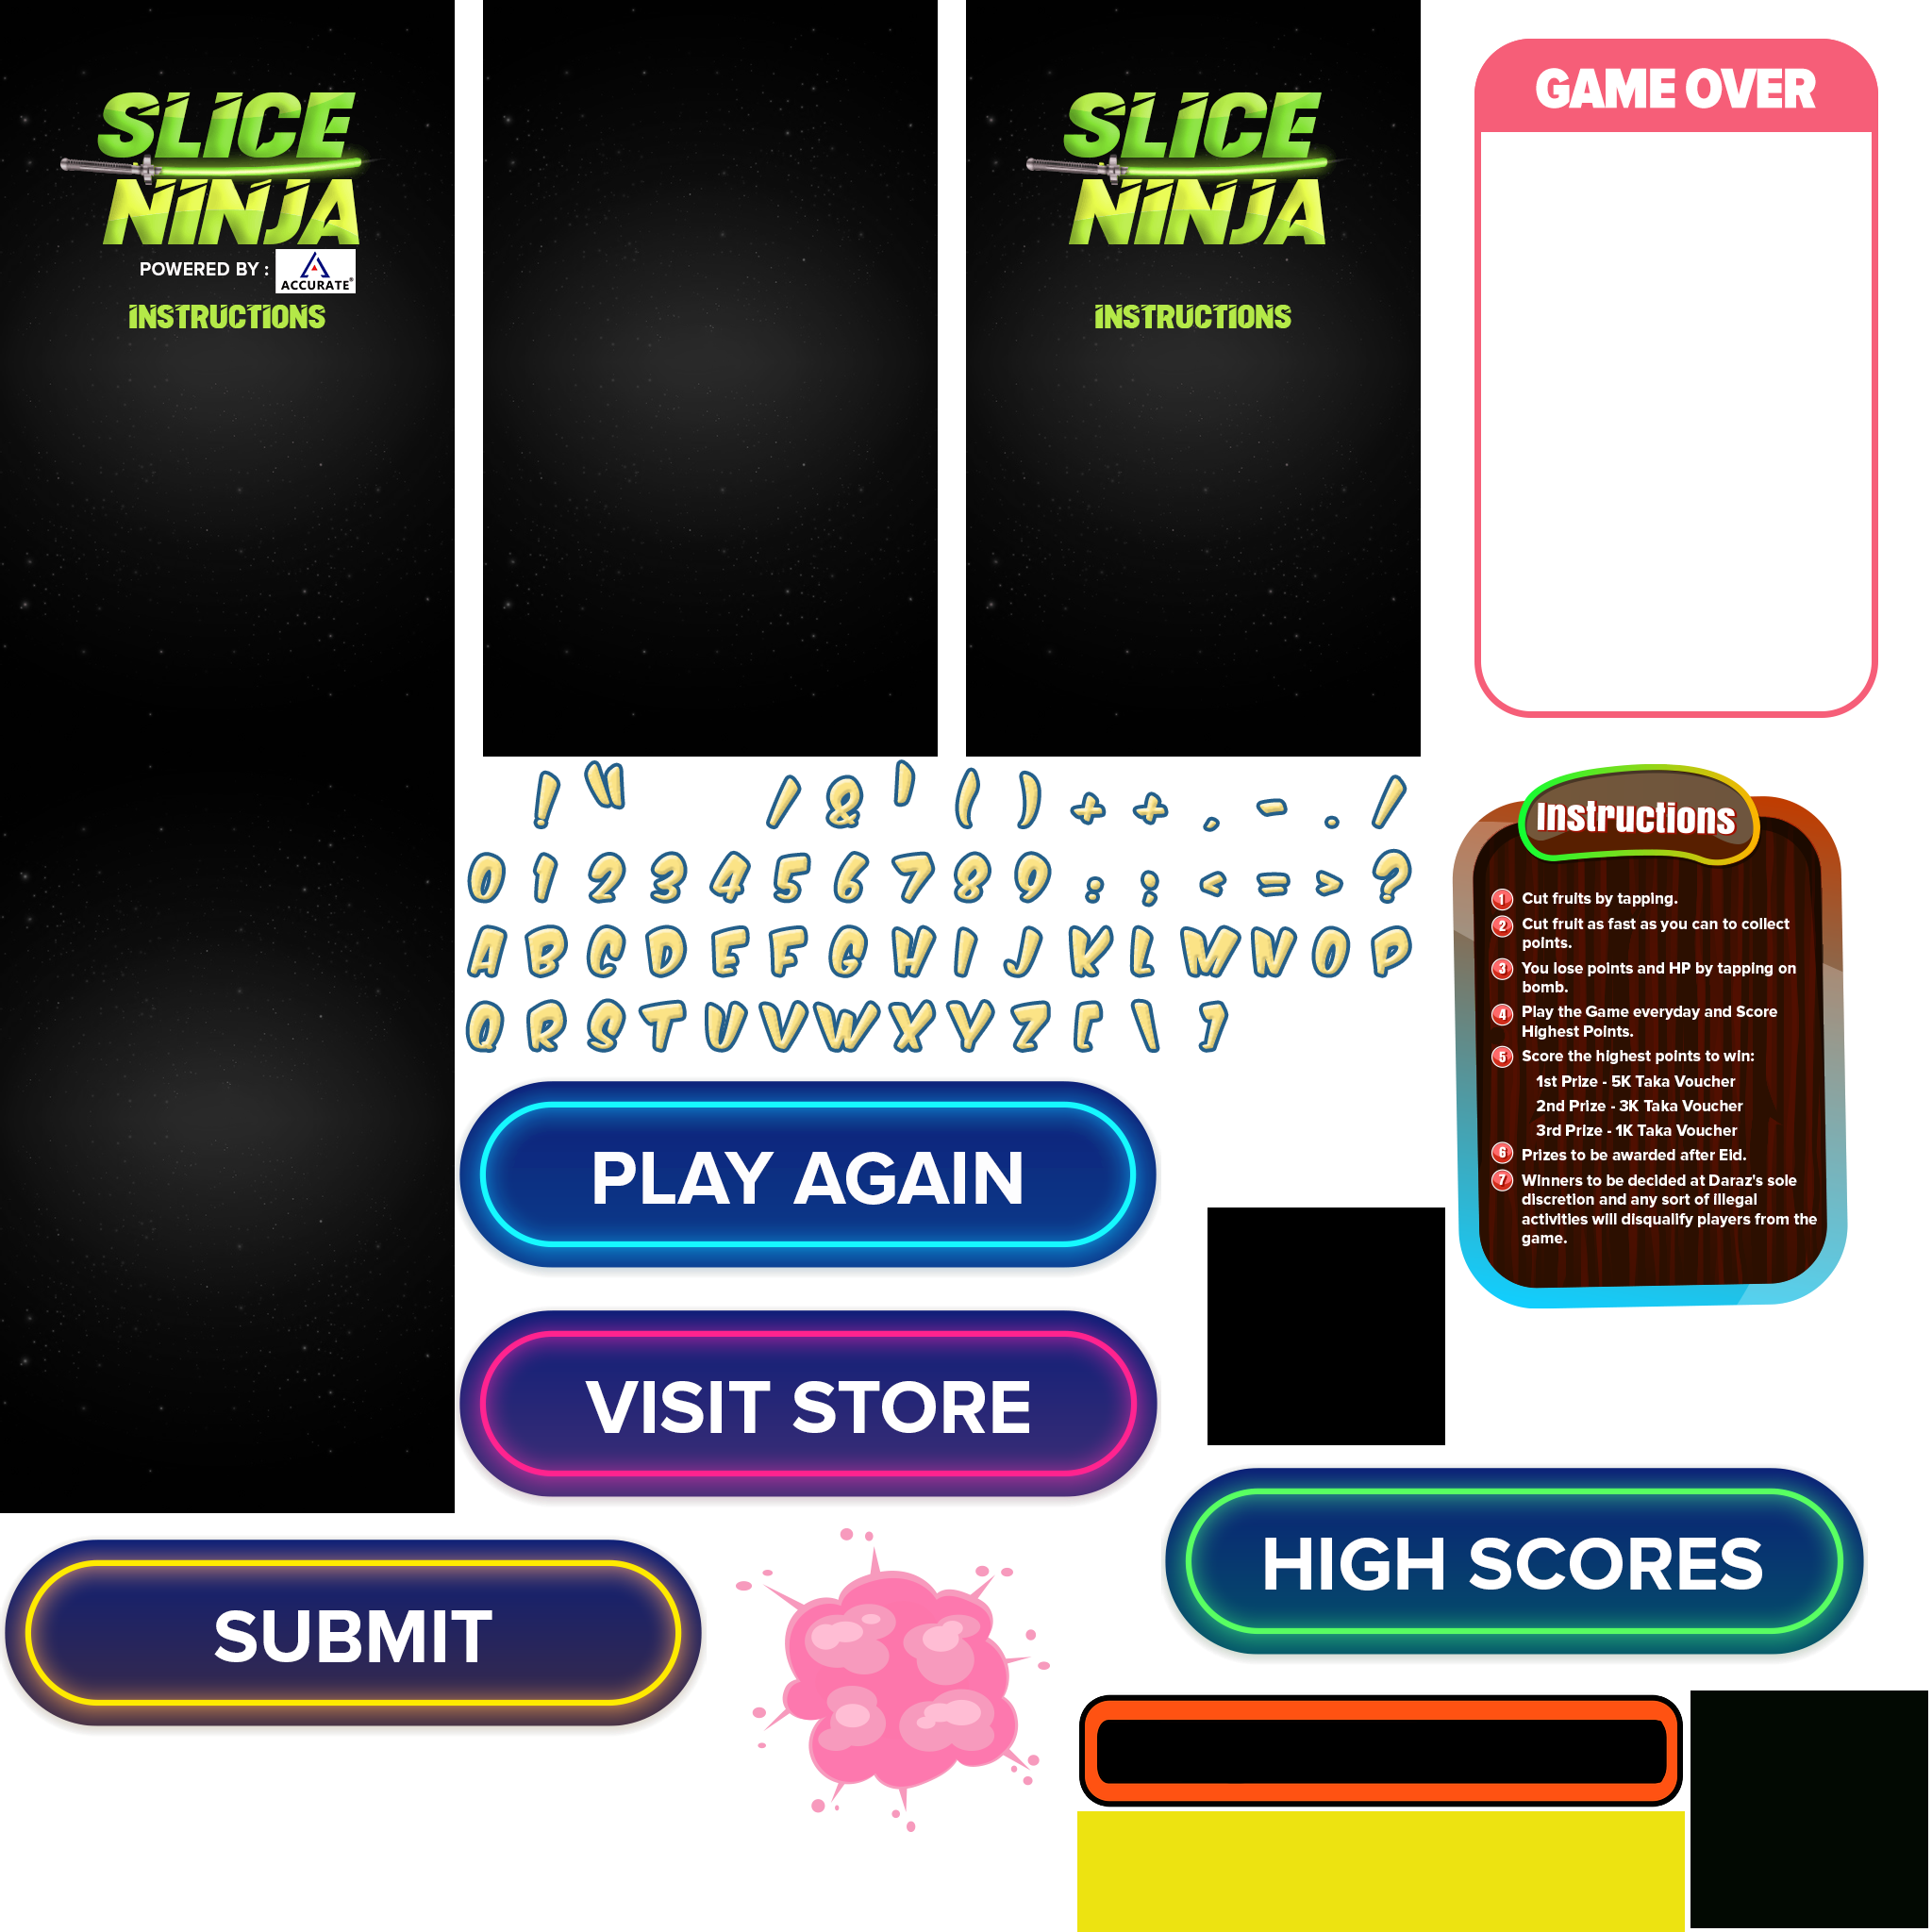 SLICE
NINJA
POWERED BY :
ACCURATE®
INSTRUCTIONS
SLICE
NINJA
INSTRUCTIONS
GAME OVER
! " / & ' ( ) + + , - . /
0 1 2 3 4 5 6 7 8 9 : ; < = > ?
A B C D E F G H I J K L M N O P
Q R S T U V W X Y Z [ \ ]
Instructions
1 Cut fruits by tapping.
2 Cut fruit as fast as you can to collect
points.
3 You lose points and HP by tapping on
bomb.
4 Play the Game everyday and Score
Highest Points.
5 Score the highest points to win:
1st Prize - 5K Taka Voucher
2nd Prize - 3K Taka Voucher
3rd Prize - 1K Taka Voucher
6 Prizes to be awarded after Eid.
7 Winners to be decided at Daraz's sole
discretion and any sort of illegal
activities will disqualify players from the
game.
PLAY AGAIN
VISIT STORE
HIGH SCORES
SUBMIT